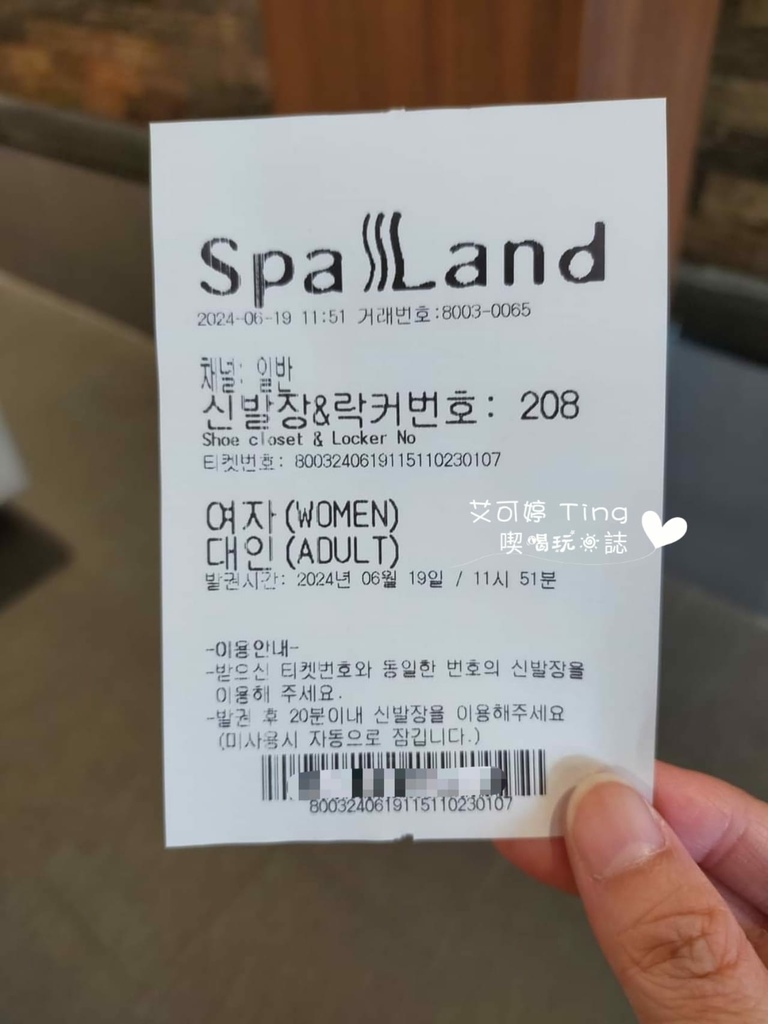 Spa Land
2024-06-19 11:51 거래번호:8003-0065
채널: 일반
신발장&락커번호: 208
Shoe closet & Locker No
티켓번호: 8003240619115110230107
여자(WOMEN)
대인(ADULT)
발권시간: 2024년 06월 19일 / 11시 51분
-이용안내-
-받으신 티켓번호와 동일한 번호의 신발장을
이용해 주세요.
-발권 후 20분이내 신발장을 이용해주세요
(미사용시 자동으로 잠깁니다.)
8003240619115110230107
艾可婷 Ting
喫喝玩樂誌